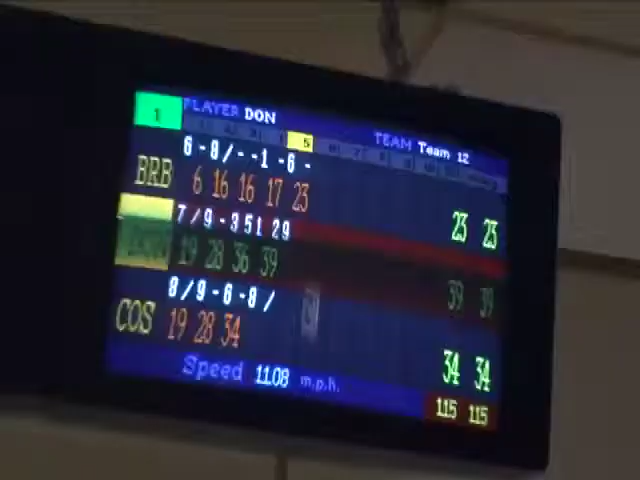 1 PLAYER DON TEAM Team 12
5
6 - 8 / - - 1 - 6 -
BRB 6 16 16 17 23 23 23
7 / 9 - 3 5 1 2 9
19 28 36 39 39 39
8 / 9 - 6 - 8 /
COS 19 28 34 34 34
Speed 11.08 m.p.h. 115 115